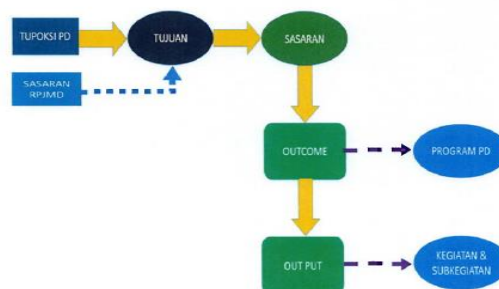 TUPOKSI PD
TUJUAN
SASARAN
SASARAN
RPJMD
OUTCOME
PROGRAM PD
OUT PUT
KEGIATAN &
SUBKEGIATAN